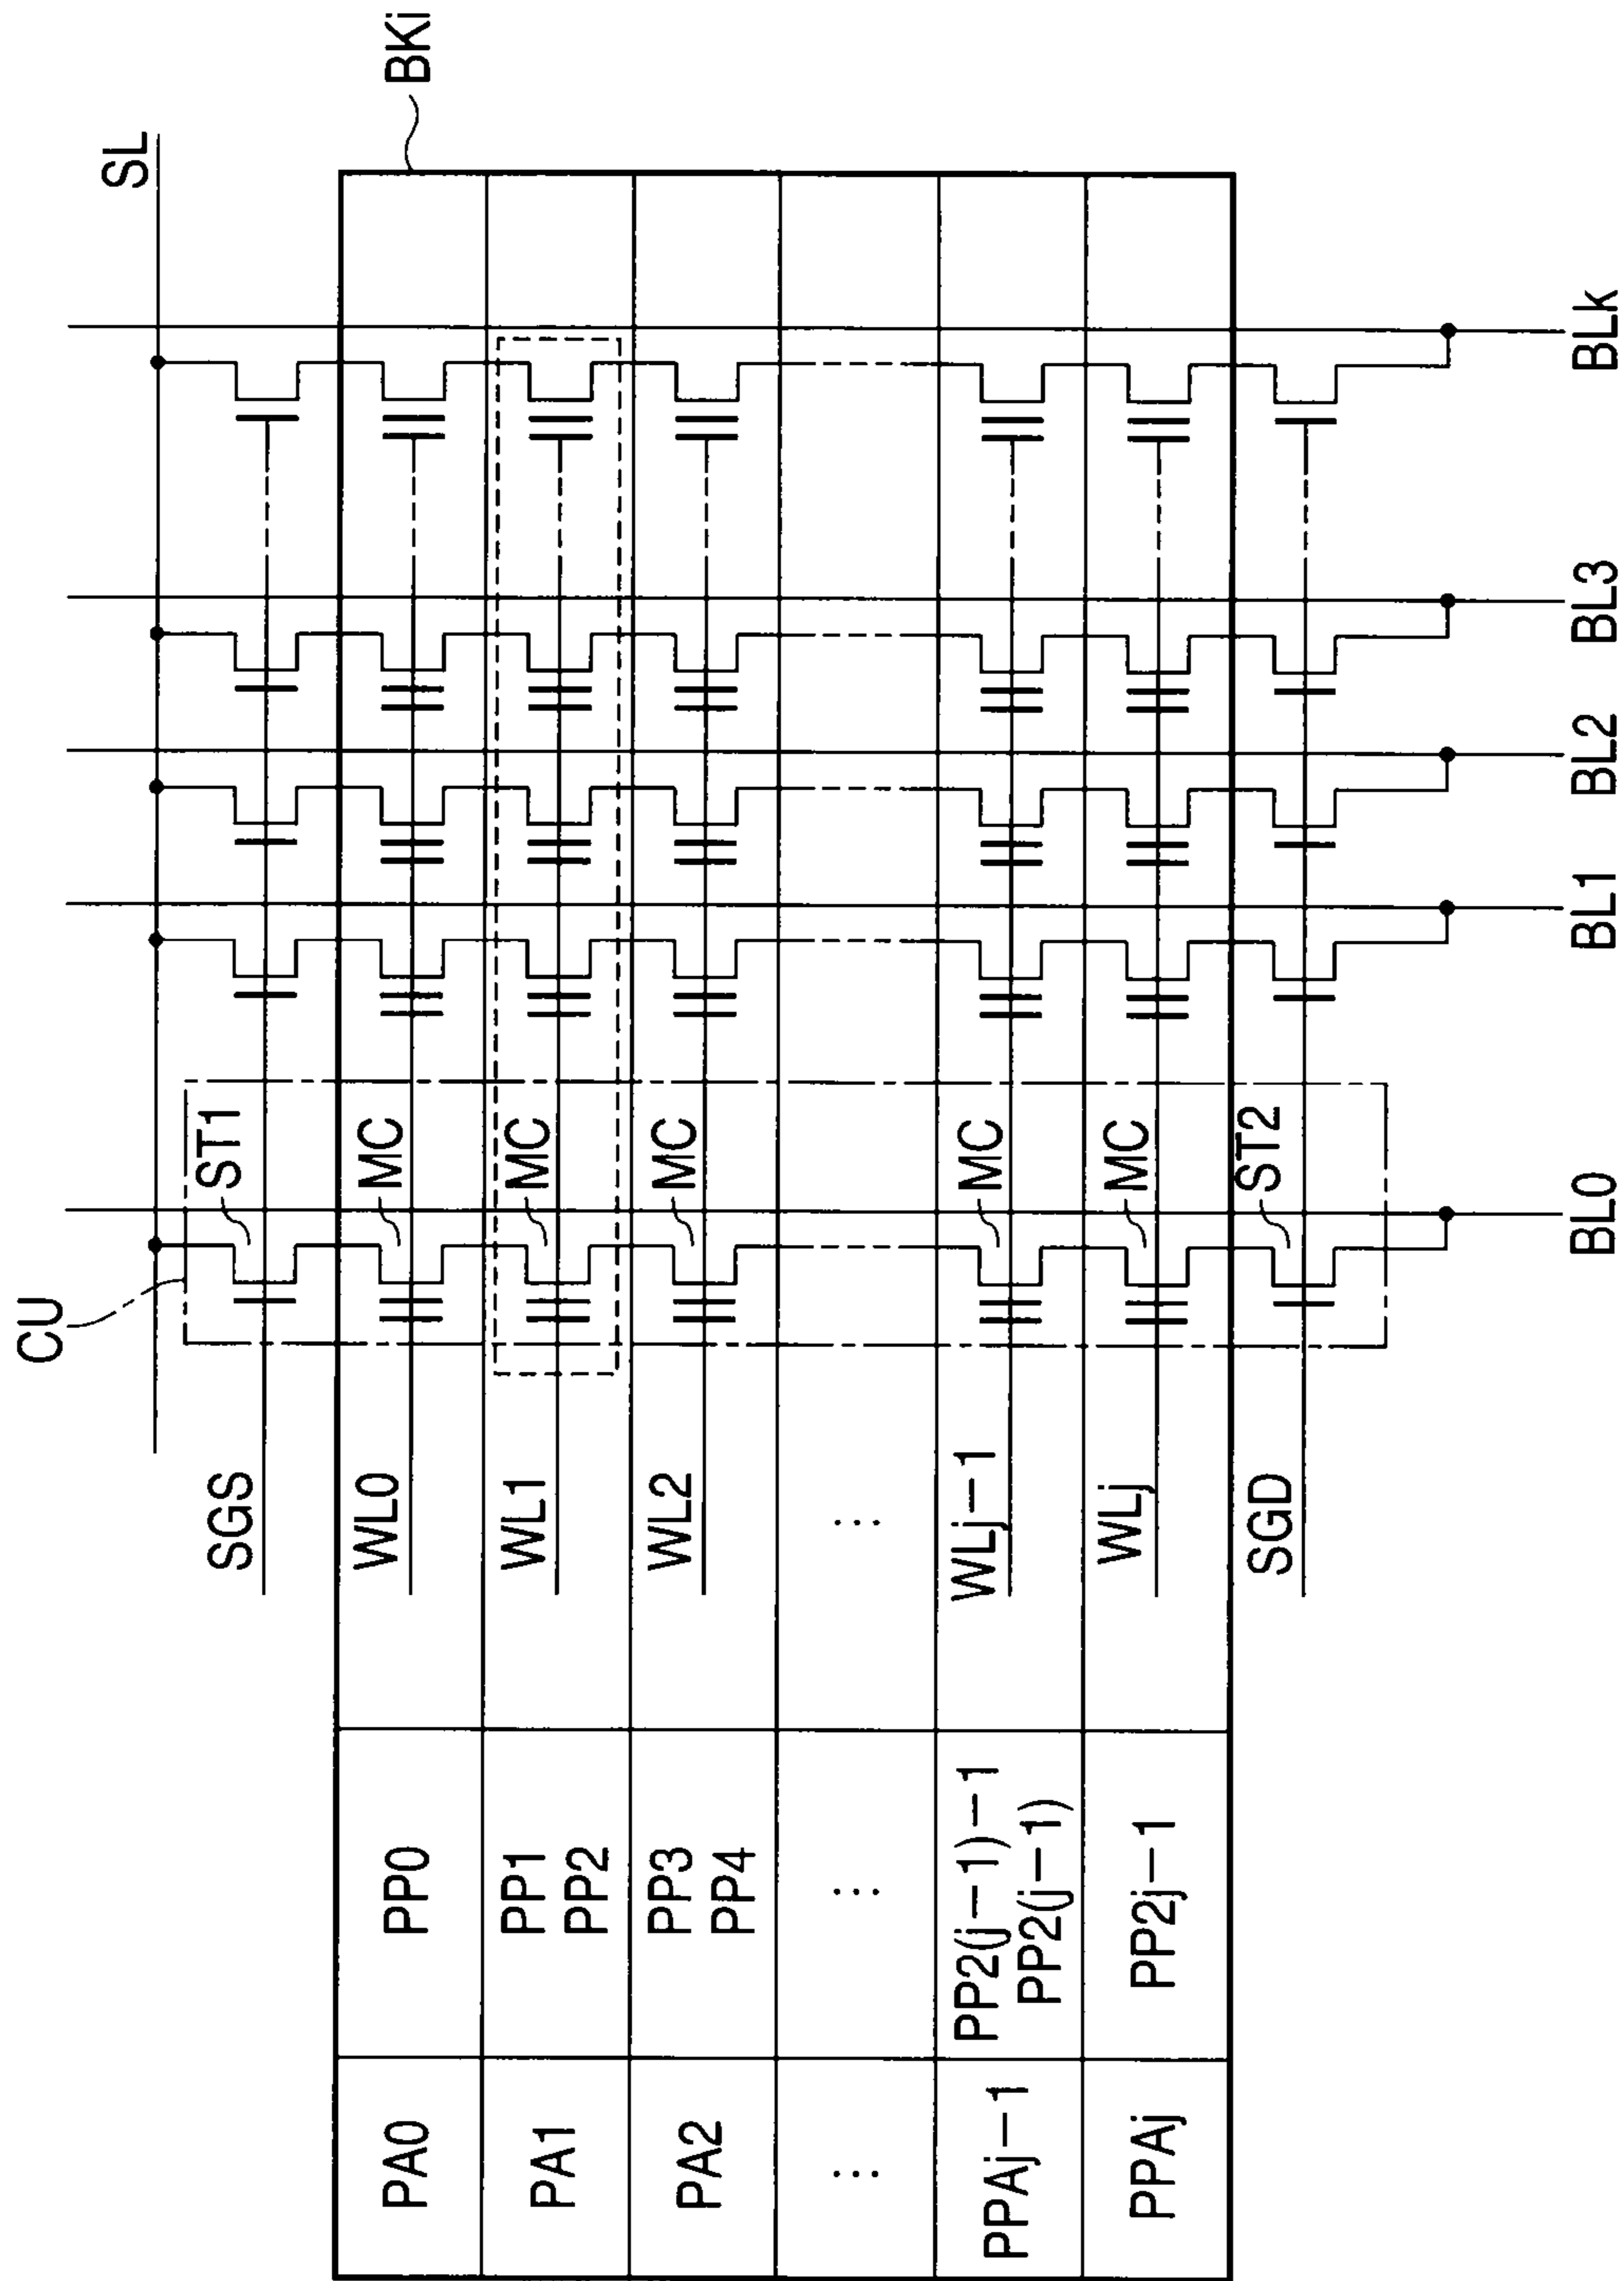 CU
SL
BKi
SGS
ST1
PA0
PP0
WL0
MC
PA1
PP1
PP2
WL1
MC
PA2
PP3
PP4
WL2
MC
...
...
...
PPAj−1
PP2(j−1)−1
PP2(j−1)
WLj−1
MC
PPAj
PP2j−1
WLj
MC
SGD
ST2
BL0
BL1
BL2
BL3
BLk